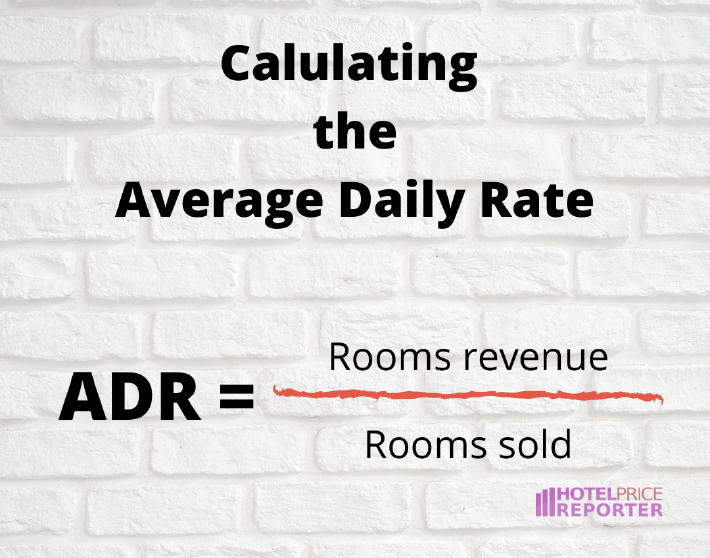 Calulating
the
Average Daily Rate
Rooms revenue
ADR =
Rooms sold
HOTELPRICE
REPORTER